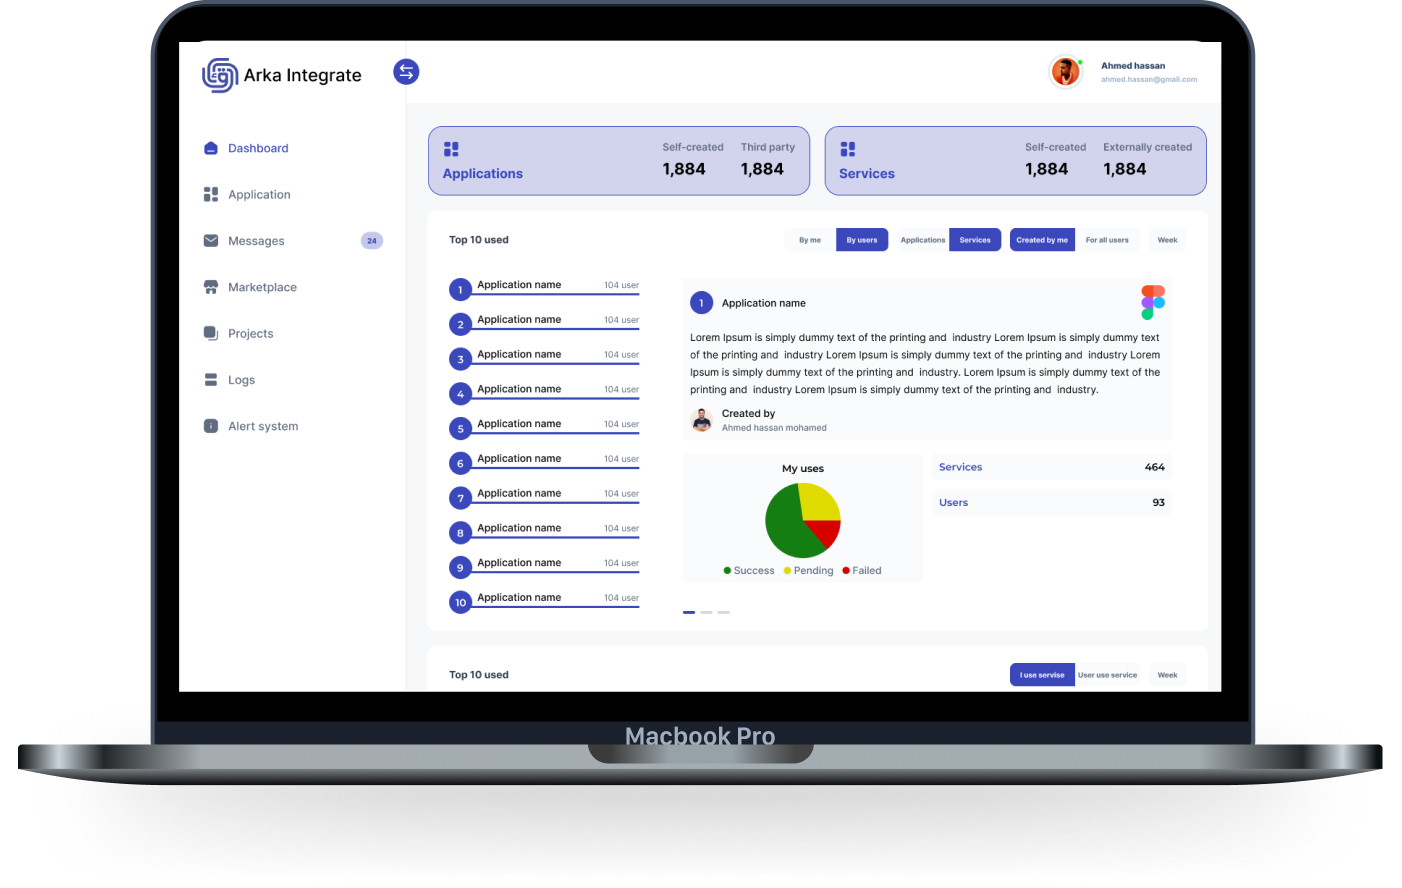 Arka Integrate
Ahmed hassan
ahmed.hassan@gmail.com
Dashboard
Application
Messages
24
Marketplace
Projects
Logs
Alert system
Applications
Self-created
1,884
Third party
1,884
Services
Self-created
1,884
Externally created
1,884
Top 10 used
By me
By users
Applications
Services
Created by me
For all users
Week
1 Application name 104 user
2 Application name 104 user
3 Application name 104 user
4 Application name 104 user
5 Application name 104 user
6 Application name 104 user
7 Application name 104 user
8 Application name 104 user
9 Application name 104 user
10 Application name 104 user
1 Application name
Lorem Ipsum is simply dummy text of the printing and industry Lorem Ipsum is simply dummy text
of the printing and industry Lorem Ipsum is simply dummy text of the printing and industry Lorem
Ipsum is simply dummy text of the printing and industry. Lorem Ipsum is simply dummy text of the
printing and industry Lorem Ipsum is simply dummy text of the printing and industry.
Created by
Ahmed hassan mohamed
My uses
Success
Pending
Failed
Services 464
Users 93
Top 10 used
I use servise
User use service
Week
Macbook Pro